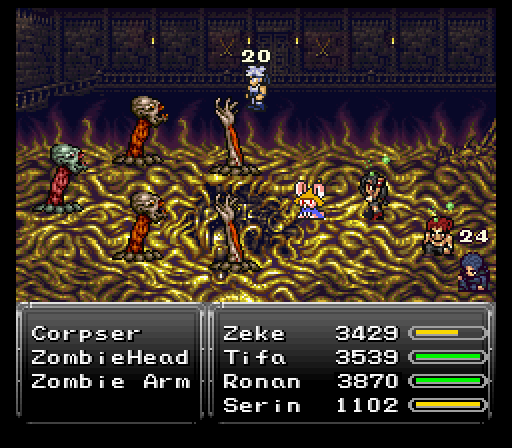 20
24
Corpser
ZombieHead
Zombie Arm
Zeke 3429
Tifa 3539
Ronan 3870
Serin 1102